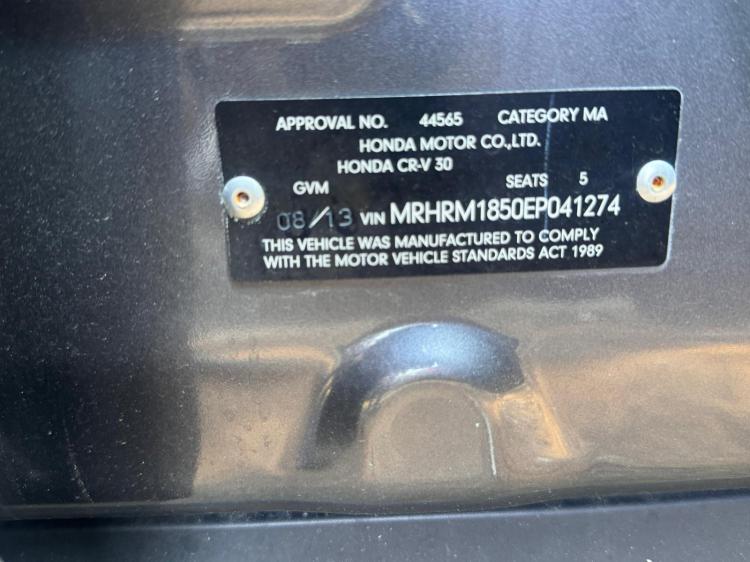 APPROVAL NO. 44565 CATEGORY MA
HONDA MOTOR CO.,LTD.
HONDA CR-V 30
GVM SEATS 5
08/13 VIN MRHRM1850EP041274
THIS VEHICLE WAS MANUFACTURED TO COMPLY
WITH THE MOTOR VEHICLE STANDARDS ACT 1989